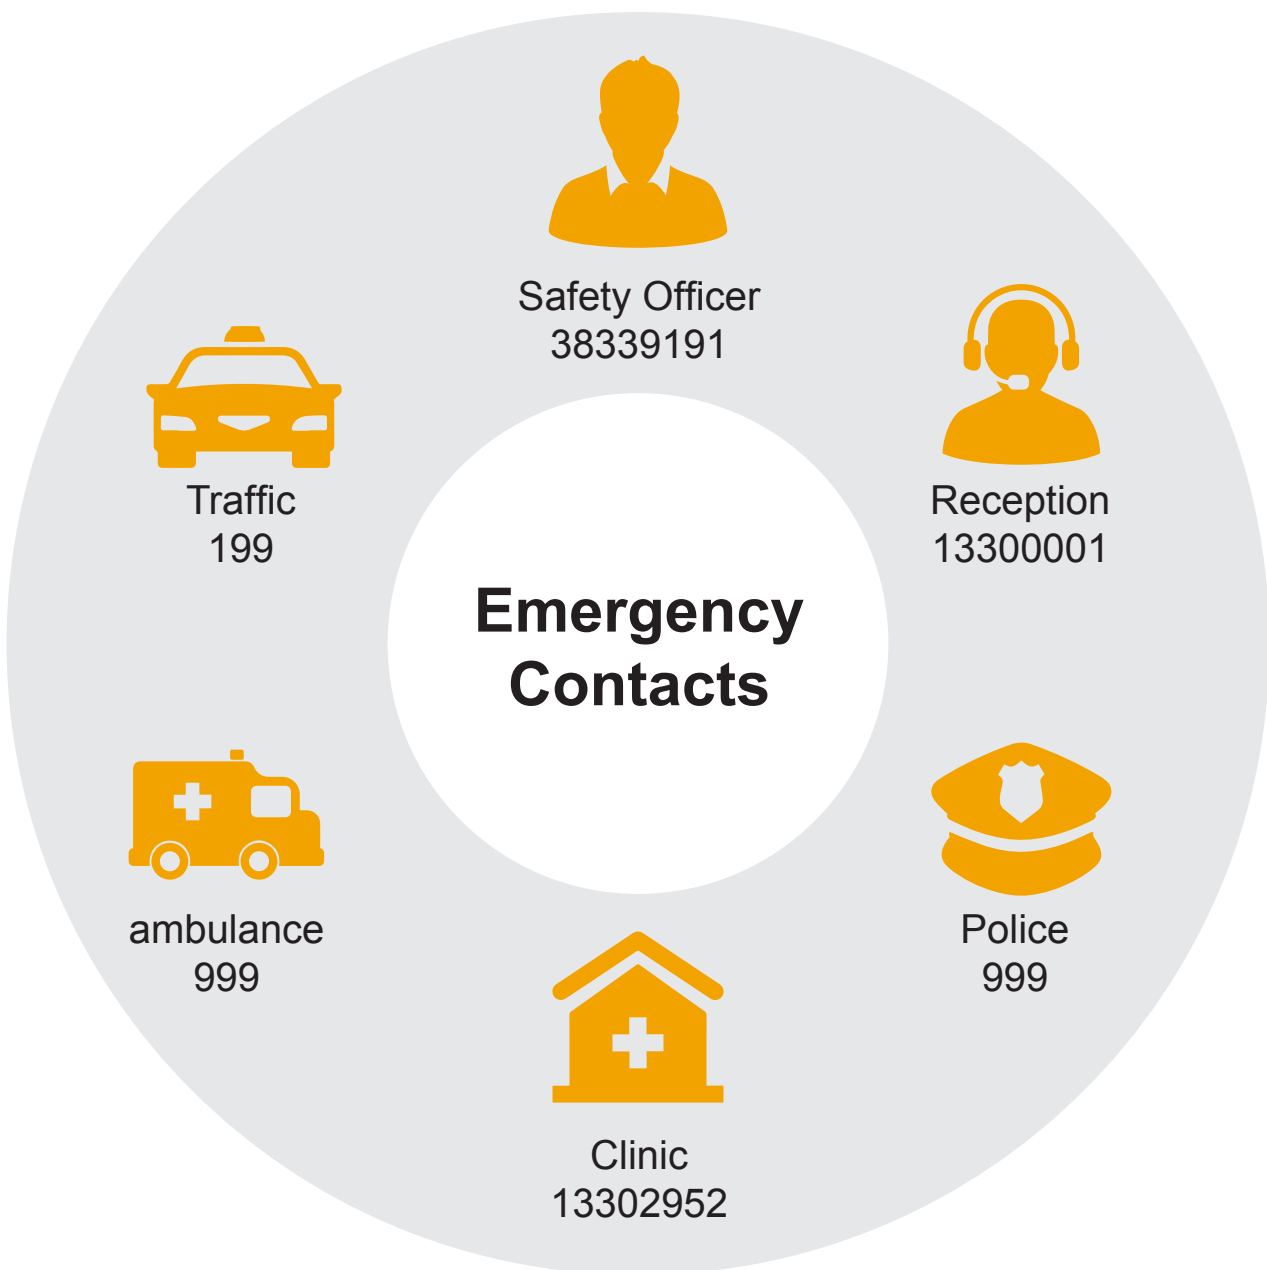 Safety Officer
38339191
Reception
13300001
Traffic
199
Emergency
Contacts
ambulance
999
Police
999
Clinic
13302952